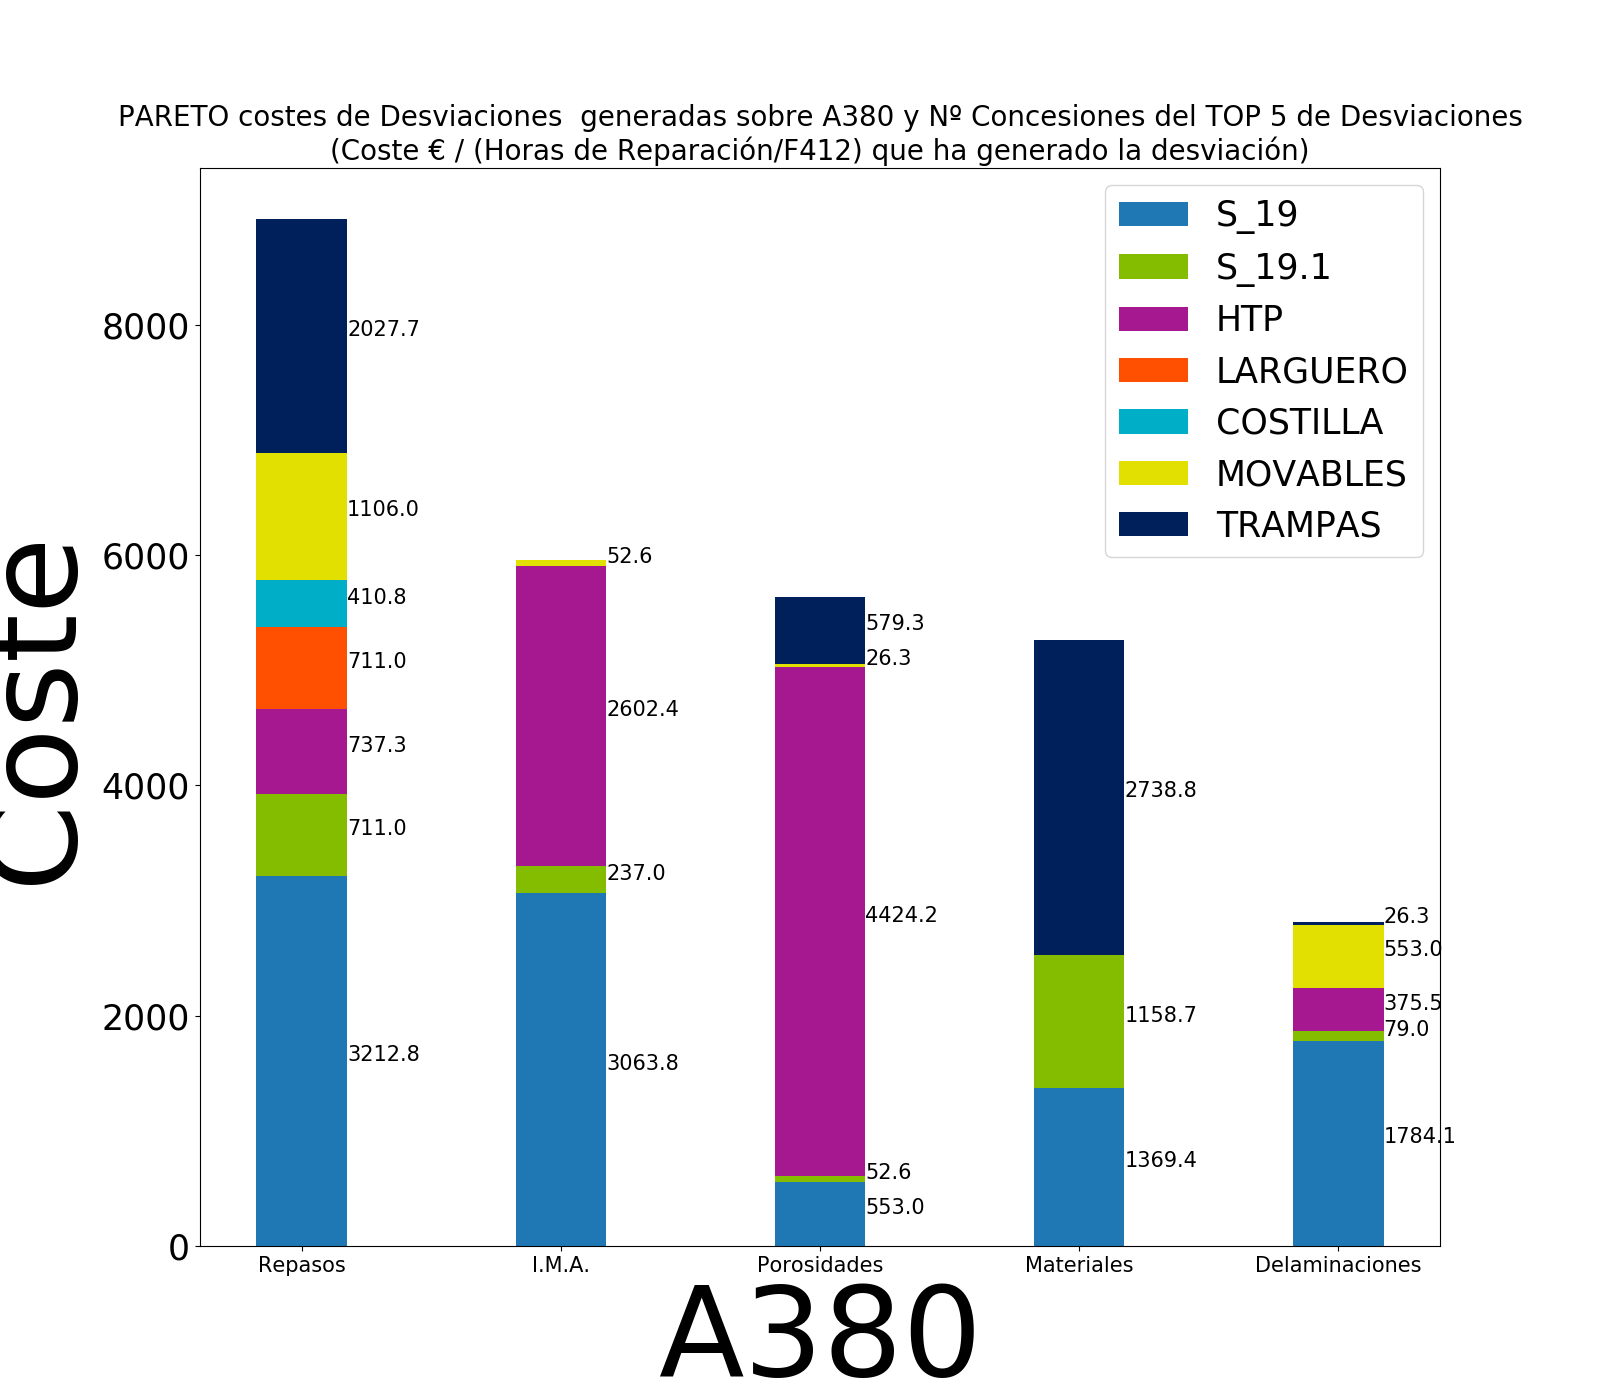 PARETO costes de Desviaciones  generadas sobre A380 y Nº Concesiones del TOP 5 de Desviaciones
(Coste € / (Horas de Reparación/F412) que ha generado la desviación)
S_19
S_19.1
HTP
LARGUERO
COSTILLA
MOVABLES
TRAMPAS
Coste
8000
6000
4000
2000
0
2027.7
1106.0
410.8
711.0
737.3
711.0
3212.8
52.6
2602.4
237.0
3063.8
579.3
26.3
4424.2
52.6
553.0
2738.8
1158.7
1369.4
26.3
553.0
375.5
79.0
1784.1
Repasos
I.M.A.
Porosidades
Materiales
Delaminaciones
A380